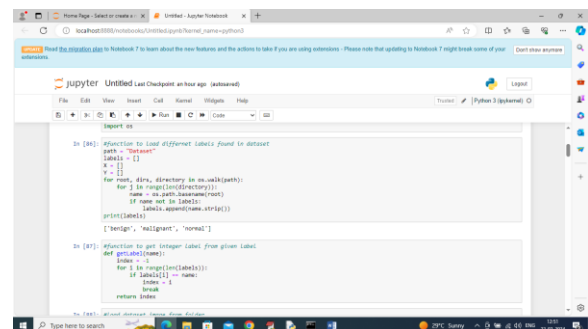 Home Page - Select or create a n
Untitled - Jupyter Notebook
localhost:8888/notebooks/Untitled.ipynb?kernel_name=python3
UPDATE Read the migration plan to Notebook 7 to learn about the new features and the actions to take if you are using extensions - Please note that updating to Notebook 7 might break some of your extensions.
Don't show anymore
jupyter Untitled Last Checkpoint: an hour ago (autosaved)
Logout
File Edit View Insert Cell Kernel Widgets Help
Trusted Python 3 (ipykernel)
Run Code
import os
In [86]: #function to load differnet labels found in dataset
path = "Dataset"
labels = []
X = []
Y = []
for root, dirs, directory in os.walk(path):
for j in range(len(directory)):
name = os.path.basename(root)
if name not in labels:
labels.append(name.strip())
print(labels)
['benign', 'malignant', 'normal']
In [87]: #function to get integer label from given label
def getLabel(name):
index = -1
for i in range(len(labels)):
if labels[i] == name:
index = i
break
return index
In [88]: #load dataset image from folder
Type here to search
29°C Sunny
ENG
12:51